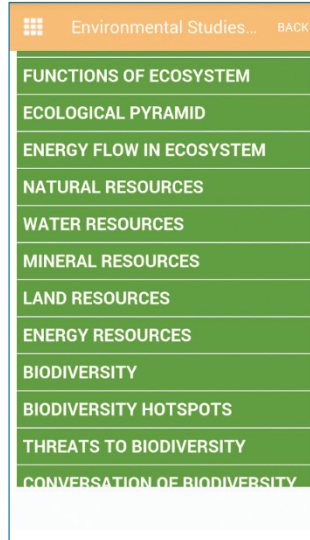 Environmental Studies... BACK
FUNCTIONS OF ECOSYSTEM
ECOLOGICAL PYRAMID
ENERGY FLOW IN ECOSYSTEM
NATURAL RESOURCES
WATER RESOURCES
MINERAL RESOURCES
LAND RESOURCES
ENERGY RESOURCES
BIODIVERSITY
BIODIVERSITY HOTSPOTS
THREATS TO BIODIVERSITY
CONVERSATION OF BIODIVERSITY